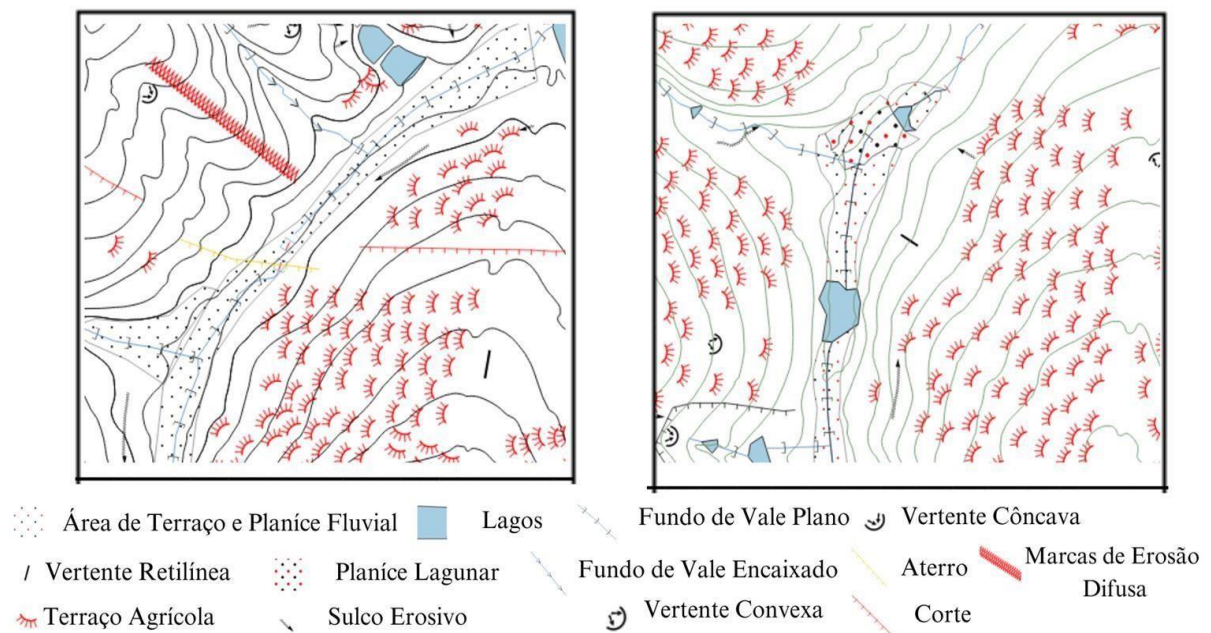 Área de Terraço e Planíce Fluvial
Lagos
Fundo de Vale Plano
Vertente Côncava
Vertente Retilínea
Planíce Lagunar
Fundo de Vale Encaixado
Aterro
Marcas de Erosão
Difusa
Terraço Agrícola
Sulco Erosivo
Vertente Convexa
Corte